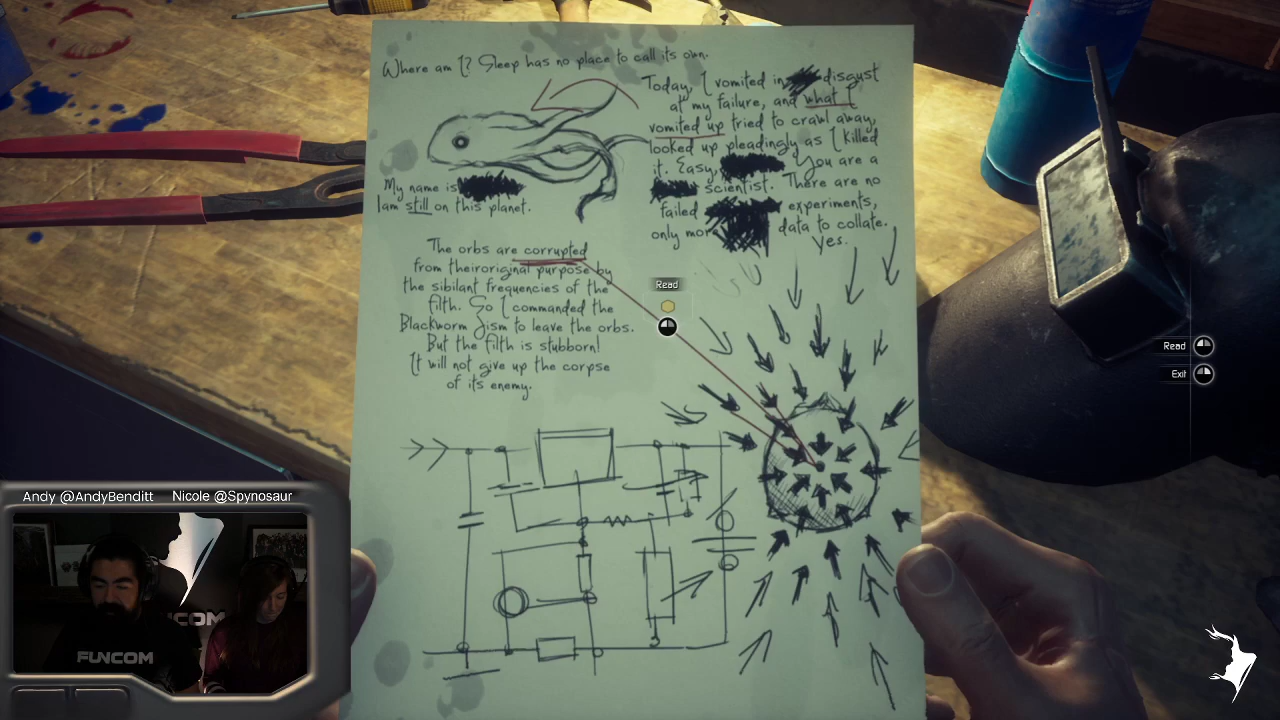 Where am I? Sleep has no place to call its own.
Today, I vomited in disgust
at my failure, and what I
vomited up tried to crawl away,
looked up pleadingly as I killed
it. Easy, You are a
scientist. There are no
failed experiments,
only more data to collate.
Yes.
My name is
I am still on this planet.
The orbs are corrupted
from theiroriginal purpose by
the sibilant frequencies of the
filth. So I commanded the
Blackworm Jism to leave the orbs.
But the filth is stubborn!
It will not give up the corpse
of its enemy.
Read
Read
Exit
Andy @AndyBenditt Nicole @Spynosaur
FUNCOM
FUNCOM